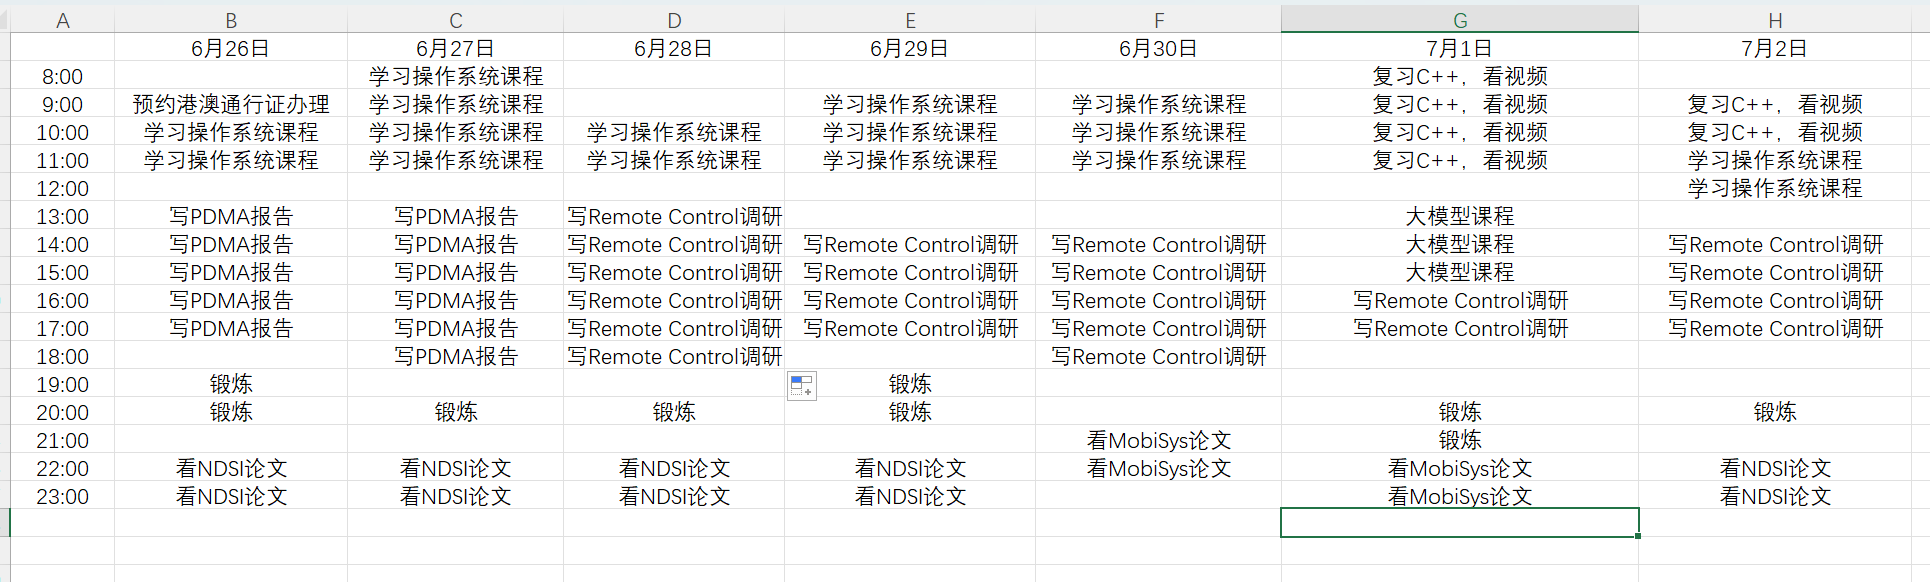 A B C D E F G H
6月26日 6月27日 6月28日 6月29日 6月30日 7月1日 7月2日
8:00 学习操作系统课程 复习C++，看视频
9:00 预约港澳通行证办理 学习操作系统课程 学习操作系统课程 学习操作系统课程 复习C++，看视频 复习C++，看视频
10:00 学习操作系统课程 学习操作系统课程 学习操作系统课程 学习操作系统课程 学习操作系统课程 复习C++，看视频 复习C++，看视频
11:00 学习操作系统课程 学习操作系统课程 学习操作系统课程 学习操作系统课程 学习操作系统课程 复习C++，看视频 学习操作系统课程
12:00 学习操作系统课程
13:00 写PDMA报告 写PDMA报告 写Remote Control调研 大模型课程
14:00 写PDMA报告 写PDMA报告 写Remote Control调研 写Remote Control调研 写Remote Control调研 大模型课程 写Remote Control调研
15:00 写PDMA报告 写PDMA报告 写Remote Control调研 写Remote Control调研 写Remote Control调研 大模型课程 写Remote Control调研
16:00 写PDMA报告 写PDMA报告 写Remote Control调研 写Remote Control调研 写Remote Control调研 写Remote Control调研 写Remote Control调研
17:00 写PDMA报告 写PDMA报告 写Remote Control调研 写Remote Control调研 写Remote Control调研 写Remote Control调研 写Remote Control调研
18:00 写PDMA报告 写Remote Control调研 写Remote Control调研
19:00 锻炼 锻炼
20:00 锻炼 锻炼 锻炼 锻炼 锻炼 锻炼
21:00 看MobiSys论文 锻炼
22:00 看NDSI论文 看NDSI论文 看NDSI论文 看NDSI论文 看MobiSys论文 看MobiSys论文 看NDSI论文
23:00 看NDSI论文 看NDSI论文 看NDSI论文 看NDSI论文 看MobiSys论文 看NDSI论文